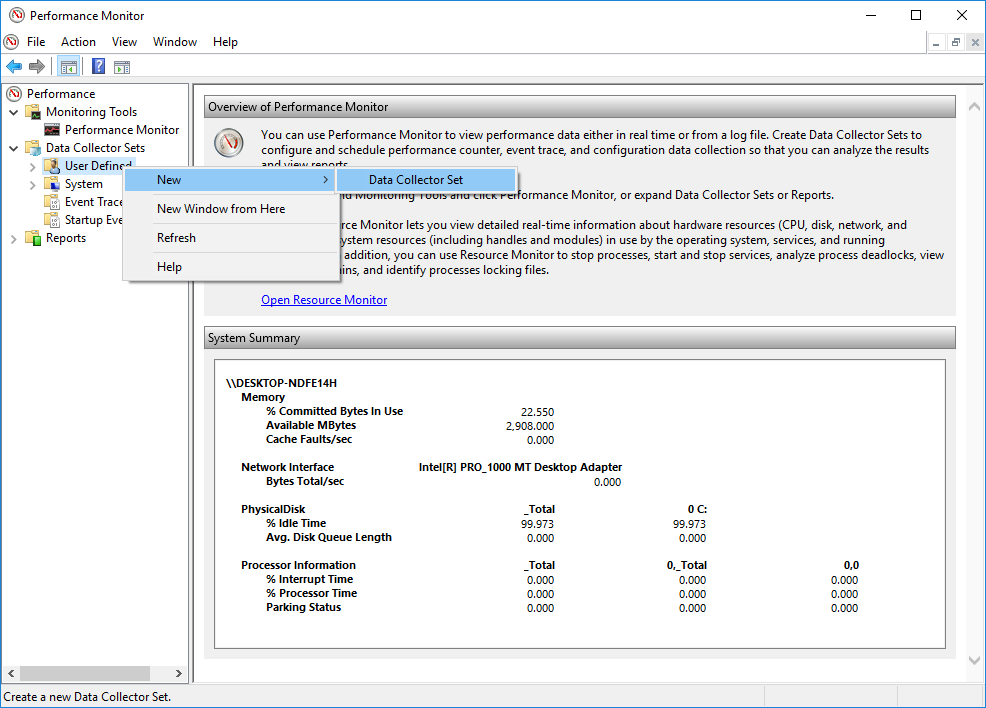 Performance Monitor
File Action View Window Help
Performance
Monitoring Tools
Performance Monitor
Data Collector Sets
User Defined
System
Event Trace
Startup Eve
Reports
New
New Window from Here
Refresh
Help
Data Collector Set
Overview of Performance Monitor
You can use Performance Monitor to view performance data either in real time or from a log file. Create Data Collector Sets to
configure and schedule performance counter, event trace, and configuration data collection so that you can analyze the results
and view reports.
Monitoring Tools and click Performance Monitor, or expand Data Collector Sets or Reports.
Monitor lets you view detailed real-time information about hardware resources (CPU, disk, network, and
system resources (including handles and modules) in use by the operating system, services, and running
addition, you can use Resource Monitor to stop processes, start and stop services, analyze process deadlocks, view
and identify processes locking files.
Open Resource Monitor
System Summary
\\DESKTOP-NDFE14H
Memory
% Committed Bytes In Use 22.550
Available MBytes 2,908.000
Cache Faults/sec 0.000
Network Interface Intel[R] PRO_1000 MT Desktop Adapter
Bytes Total/sec 0.000
PhysicalDisk _Total 0 C:
% Idle Time 99.973 99.973
Avg. Disk Queue Length 0.000 0.000
Processor Information _Total 0,_Total 0,0
% Interrupt Time 0.000 0.000 0.000
% Processor Time 0.000 0.000 0.000
Parking Status 0.000 0.000 0.000
Create a new Data Collector Set.